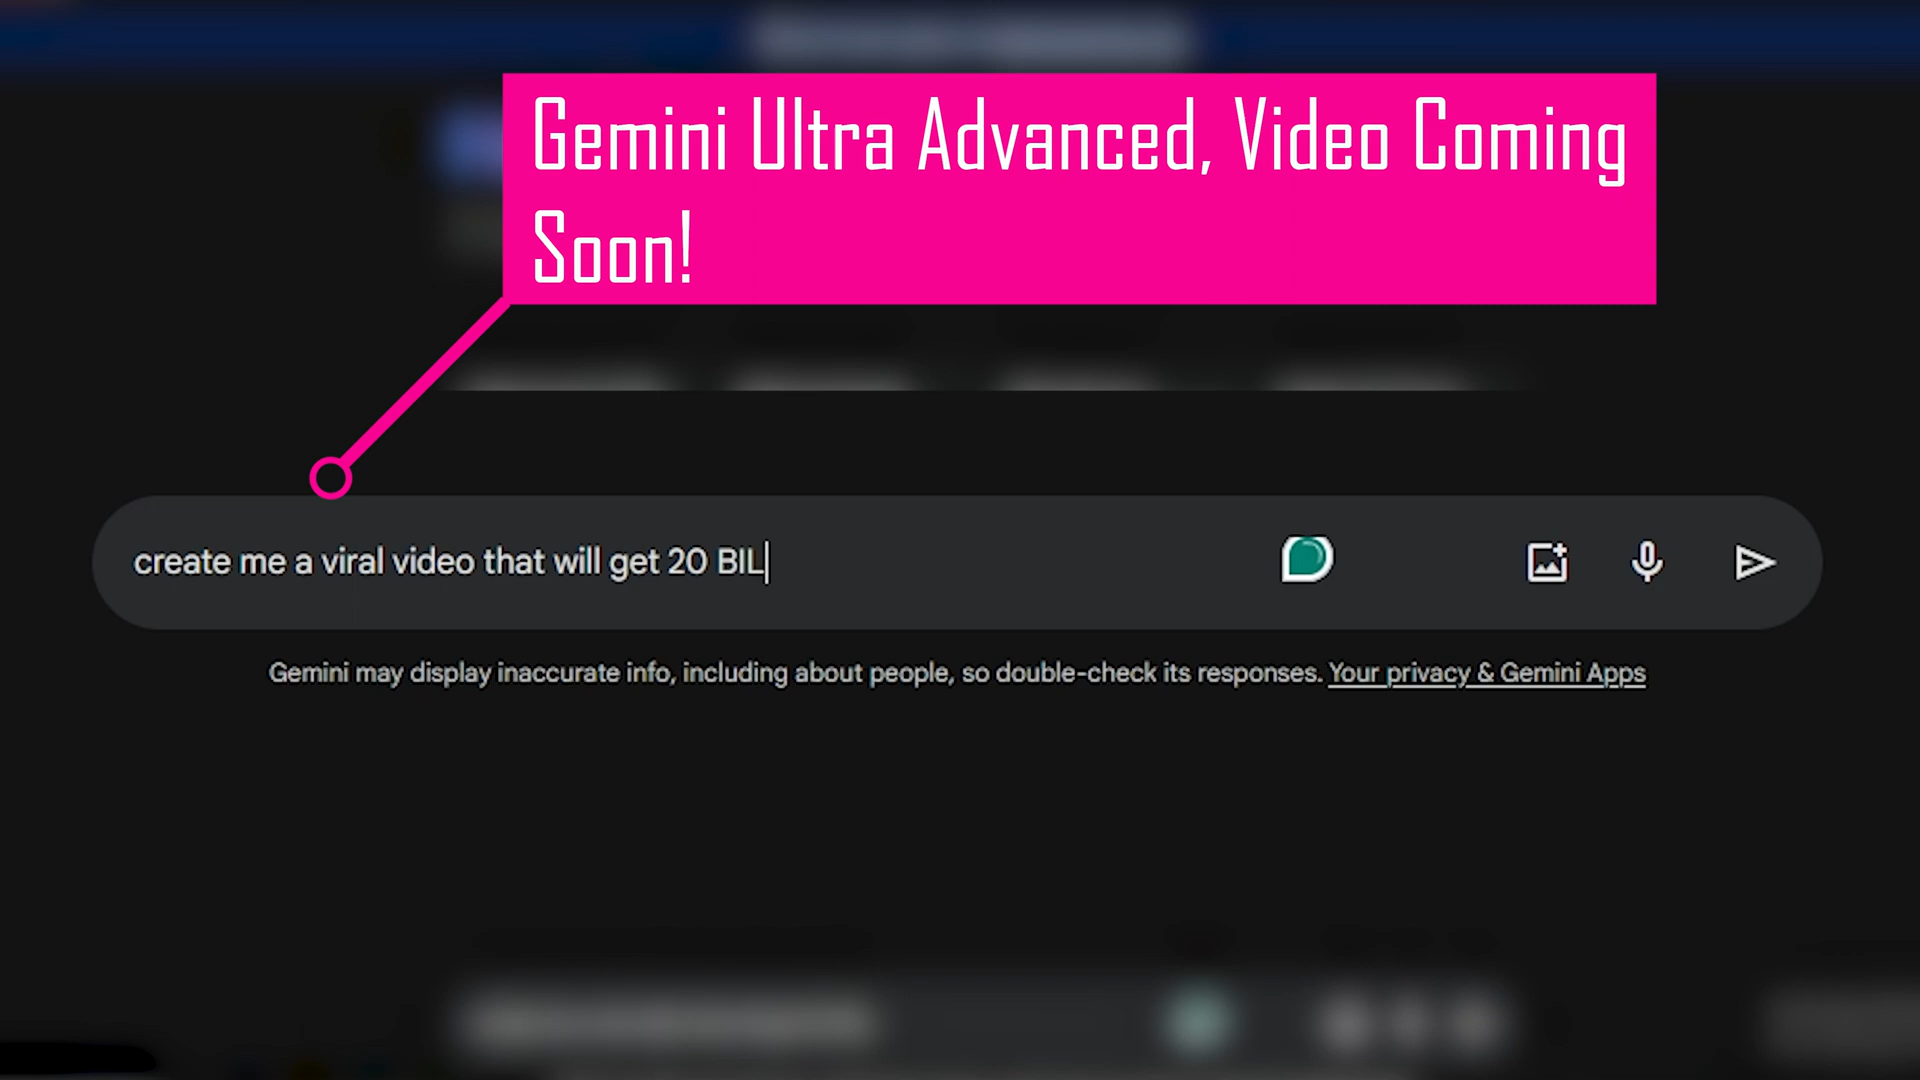 Gemini Ultra Advanced, Video Coming
Soon!
create me a viral video that will get 20 BIL
Gemini may display inaccurate info, including about people, so double-check its responses. Your privacy & Gemini Apps